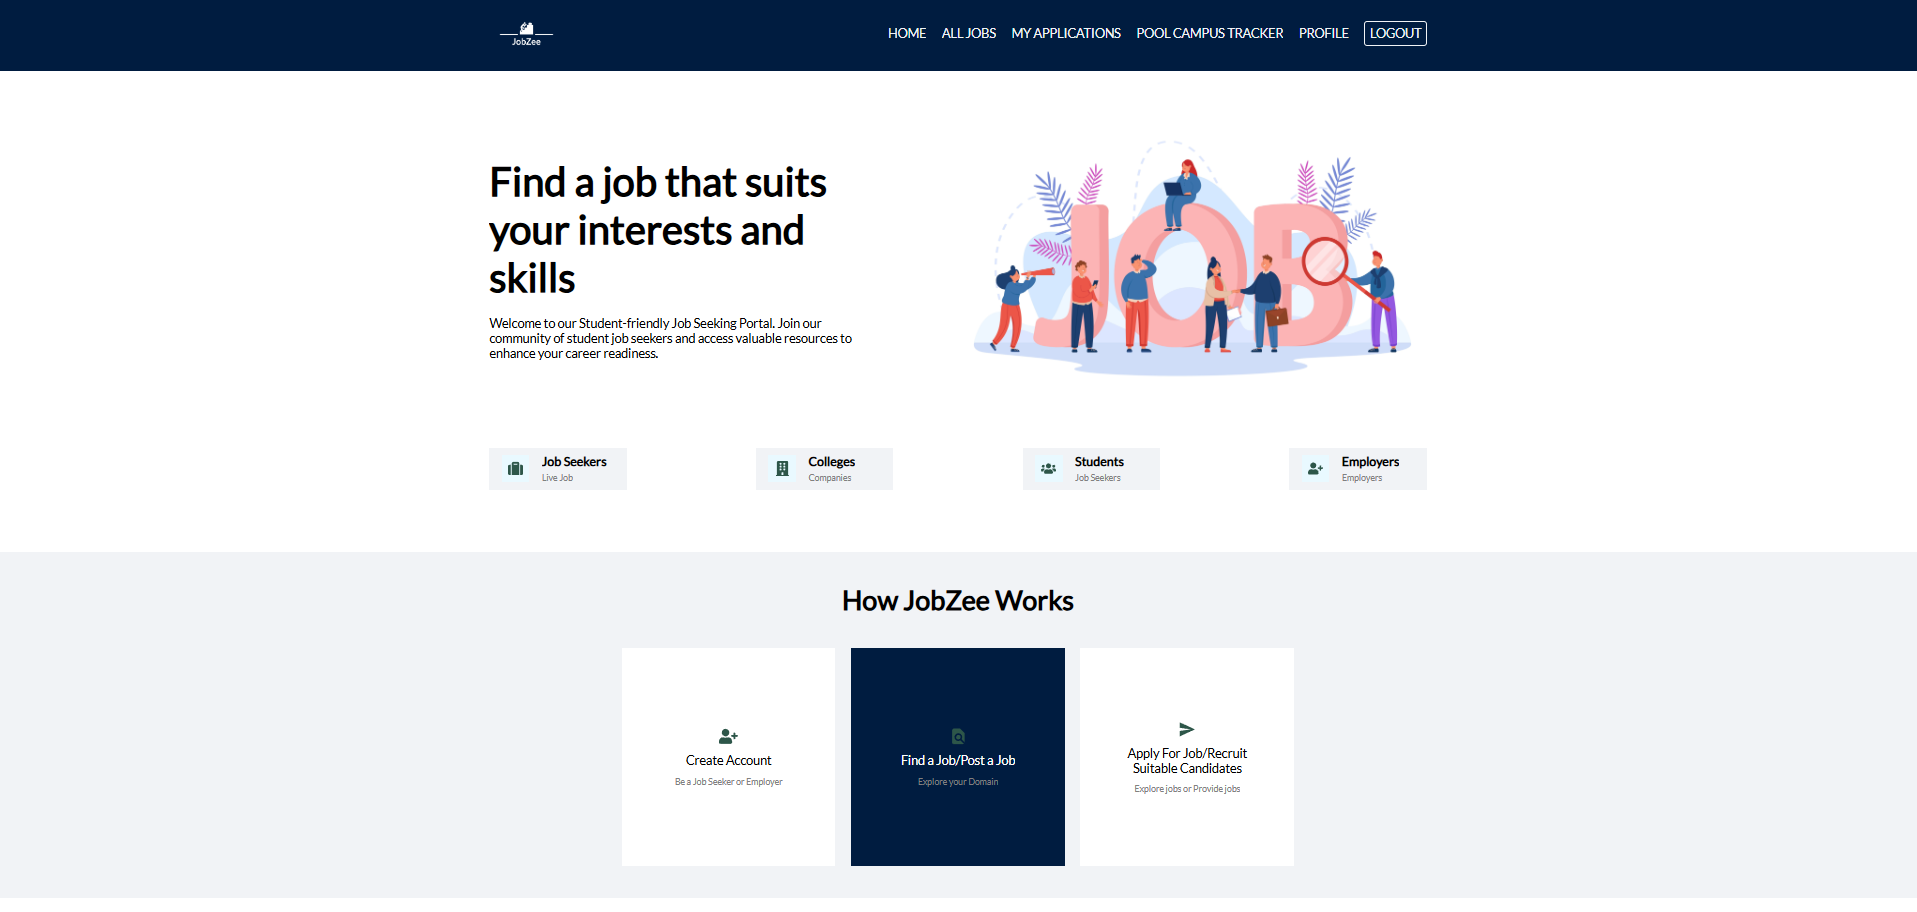 JobZee
HOME ALL JOBS MY APPLICATIONS POOL CAMPUS TRACKER PROFILE LOGOUT
Find a job that suits
your interests and
skills
Welcome to our Student-friendly Job Seeking Portal. Join our
community of student job seekers and access valuable resources to
enhance your career readiness.
JOB
Job Seekers
Live Job
Colleges
Companies
Students
Job Seekers
Employers
Employers
How JobZee Works
Create Account
Be a Job Seeker or Employer
Find a Job/Post a Job
Explore your Domain
Apply For Job/Recruit
Suitable Candidates
Explore jobs or Provide jobs